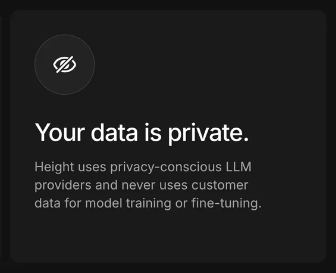 Your data is private.
Height uses privacy-conscious LLM
providers and never uses customer
data for model training or fine-tuning.